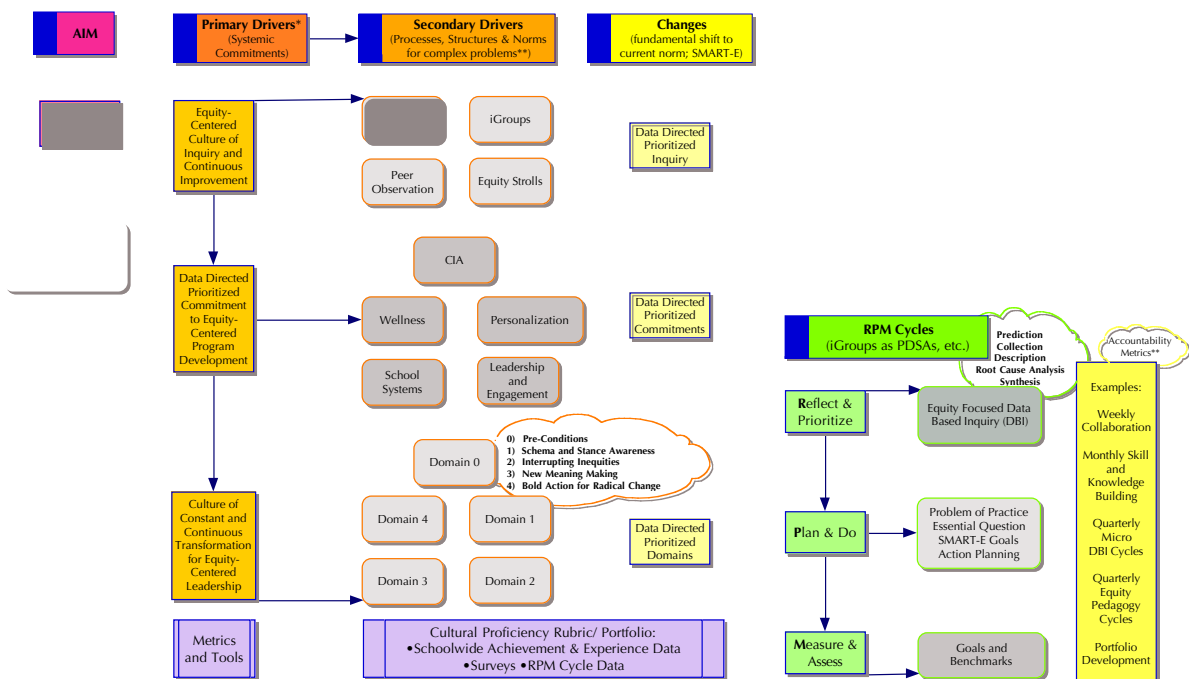 AIM
Primary Drivers*
(Systemic
Commitments)
Secondary Drivers
(Processes, Structures & Norms
for complex problems**)
Changes
(fundamental shift to
current norm; SMART-E)
Equity-
Centered
Culture of
Inquiry and
Continuous
Improvement
iGroups
Peer
Observation
Equity Strolls
Data Directed
Prioritized
Inquiry
CIA
Data Directed
Prioritized
Commitment
to Equity-
Centered
Program
Development
Wellness
Personalization
School
Systems
Leadership
and
Engagement
Data Directed
Prioritized
Commitments
Domain 0
0) Pre-Conditions
1) Schema and Stance Awareness
2) Interrupting Inequities
3) New Meaning Making
4) Bold Action for Radical Change
Culture of
Constant and
Continuous
Transformation
for Equity-
Centered
Leadership
Domain 4
Domain 1
Domain 3
Domain 2
Data Directed
Prioritized
Domains
Metrics
and Tools
Cultural Proficiency Rubric/ Portfolio:
•Schoolwide Achievement & Experience Data
•Surveys •RPM Cycle Data
RPM Cycles
(iGroups as PDSAs, etc.)
Prediction
Collection
Description
Root Cause Analysis
Synthesis
Accountability
Metrics**
Reflect &
Prioritize
Equity Focused Data
Based Inquiry (DBI)
Plan & Do
Problem of Practice
Essential Question
SMART-E Goals
Action Planning
Measure &
Assess
Goals and
Benchmarks
Examples:
Weekly
Collaboration
Monthly Skill
and
Knowledge
Building
Quarterly
Micro
DBI Cycles
Quarterly
Equity
Pedagogy
Cycles
Portfolio
Development